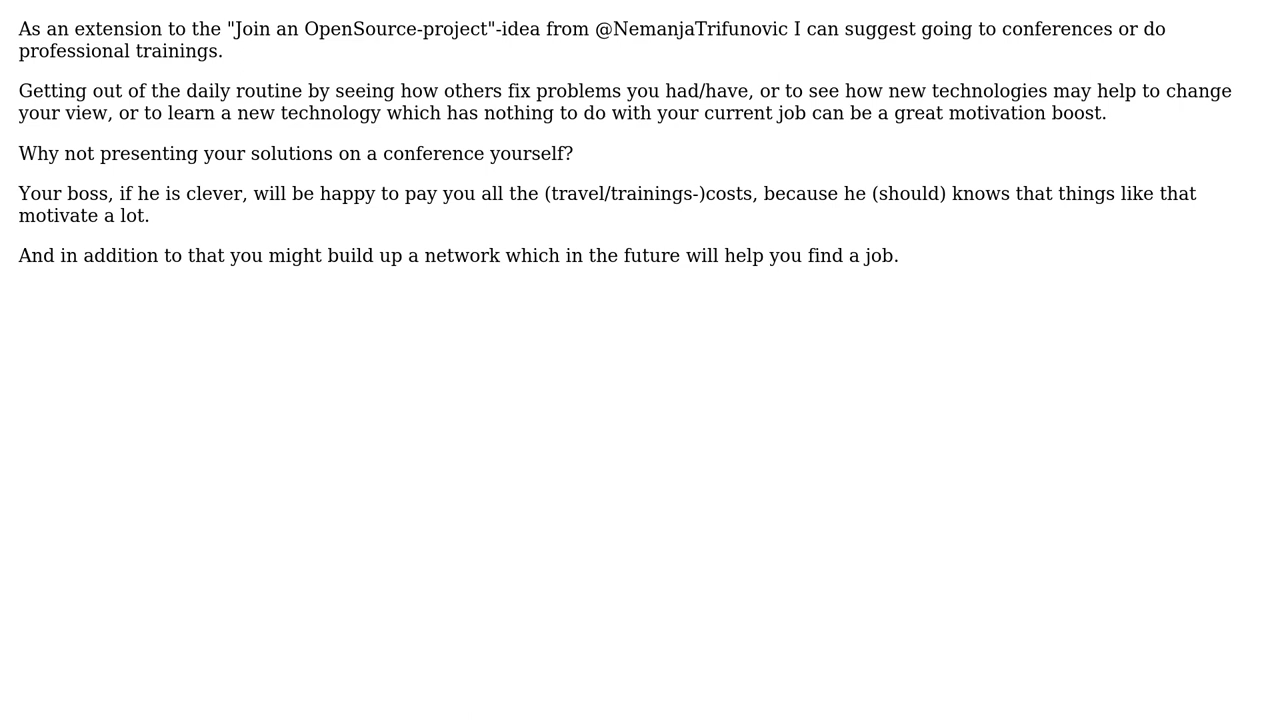 As an extension to the "Join an OpenSource-project"-idea from @NemanjaTrifunovic I can suggest going to conferences or do
professional trainings.
Getting out of the daily routine by seeing how others fix problems you had/have, or to see how new technologies may help to change
your view, or to learn a new technology which has nothing to do with your current job can be a great motivation boost.
Why not presenting your solutions on a conference yourself?
Your boss, if he is clever, will be happy to pay you all the (travel/trainings-)costs, because he (should) knows that things like that
motivate a lot.
And in addition to that you might build up a network which in the future will help you find a job.